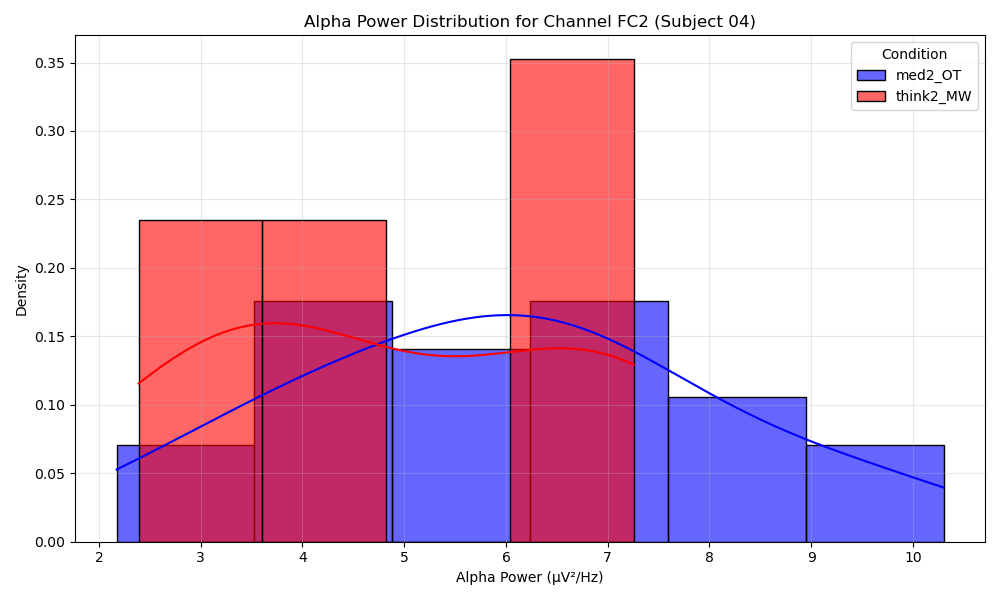 Alpha Power Distribution for Channel FC2 (Subject 04)
Condition
med2_OT
think2_MW
0.35
0.30
0.25
0.20
0.15
0.10
0.05
0.00
Density
2 3 4 5 6 7 8 9 10
Alpha Power (µV²/Hz)